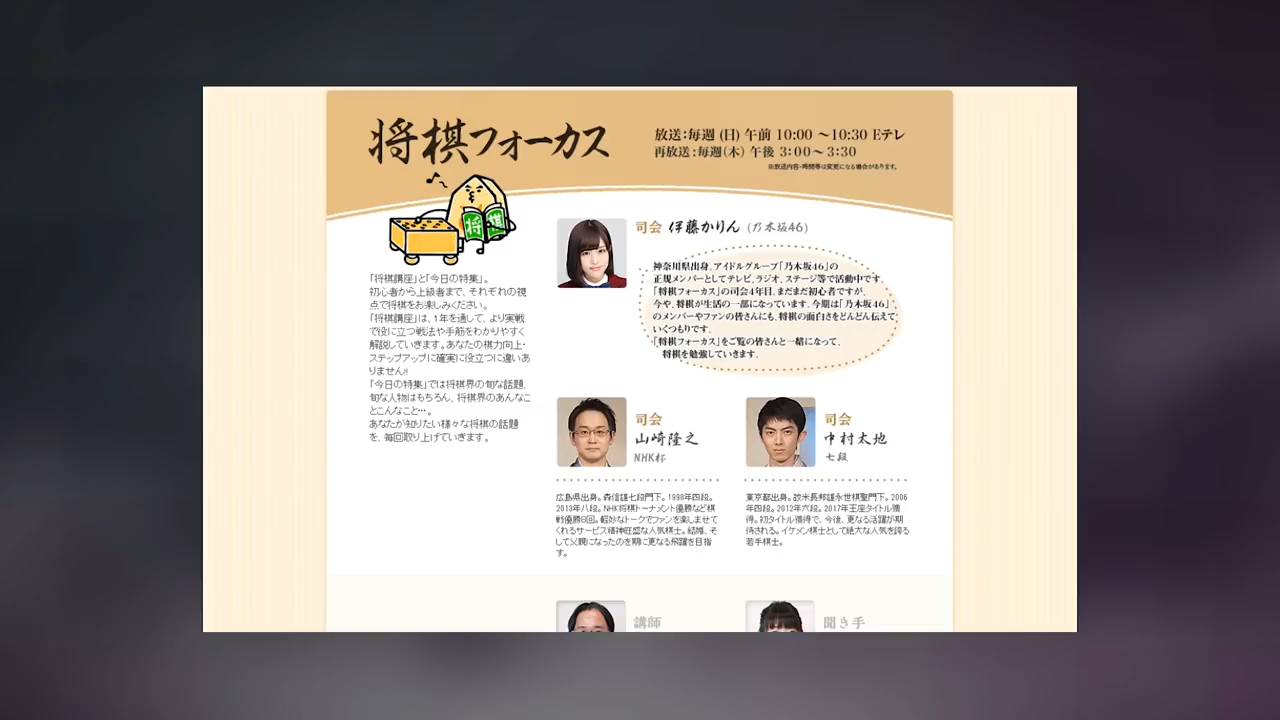 将棋フォーカス
放送：毎週（日）午前 10:00 ～10:30 Eテレ
再放送：毎週（木）午後 3：00～ 3:30
※放送内容・時間等は変更になる場合があります。
将 棋
「将棋講座」と「今日の特集」。
初心者から上級者まで、それぞれの視
点で将棋をお楽しみください。
「将棋講座」は、1年を通して、より実戦
で役に立つ戦法や手筋をわかりやすく
解説していきます。あなたの棋力向上・
ステップアップに確実に役立つに違いあ
りません!!
「今日の特集」では将棋界の旬な話題、
旬な人物はもちろん、将棋界のあんなこ
とこんなこと…。
あなたが知りたい様々な将棋の話題
を、毎回取り上げていきます。
司会 伊藤かりん （乃木坂46）
神奈川県出身。アイドルグループ「乃木坂46」の
正規メンバーとしてテレビ、ラジオ、ステージ等で活動中です。
「将棋フォーカス」の司会4年目。まだまだ初心者ですが、
今や、将棋が生活の一部になっています。今期は「乃木坂46」
のメンバーやファンの皆さんにも、将棋の面白さをどんどん伝えて
いくつもりです。
「将棋フォーカス」をご覧の皆さんと一緒になって、
将棋を勉強していきます。
司会
山崎隆之
NHK杯
広島県出身。森信雄七段門下。1998年四段。
2013年八段。NHK将棋トーナメント優勝など棋
戦優勝8回。軽妙なトークでファンを楽しませて
くれるサービス精神旺盛な人気棋士。結婚、そ
して父親になったのを期に更なる飛躍を目指
す。
司会
中村太地
七段
東京都出身。故米長邦雄永世棋聖門下。2006
年四段。2012年六段。2017年王座タイトル獲
得。初タイトル獲得で、今後、更なる活躍が期
待される。イケメン棋士として絶大な人気を誇る
若手棋士。
講師
聞き手